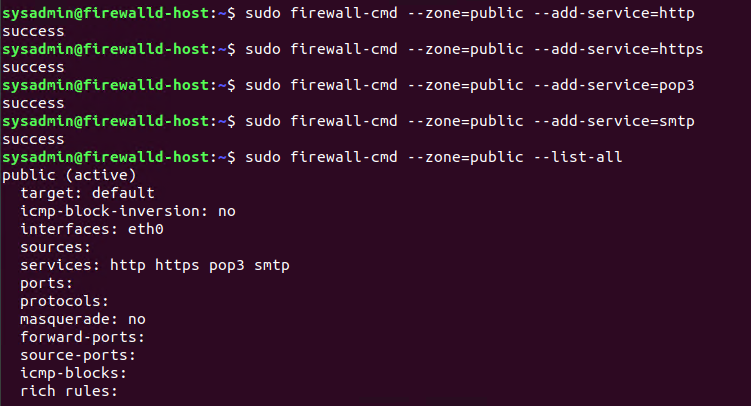 sysadmin@firewalld-host:~$ sudo firewall-cmd --zone=public --add-service=http
success
sysadmin@firewalld-host:~$ sudo firewall-cmd --zone=public --add-service=https
success
sysadmin@firewalld-host:~$ sudo firewall-cmd --zone=public --add-service=pop3
success
sysadmin@firewalld-host:~$ sudo firewall-cmd --zone=public --add-service=smtp
success
sysadmin@firewalld-host:~$ sudo firewall-cmd --zone=public --list-all
public (active)
  target: default
  icmp-block-inversion: no
  interfaces: eth0
  sources:
  services: http https pop3 smtp
  ports:
  protocols:
  masquerade: no
  forward-ports:
  source-ports:
  icmp-blocks:
  rich rules: